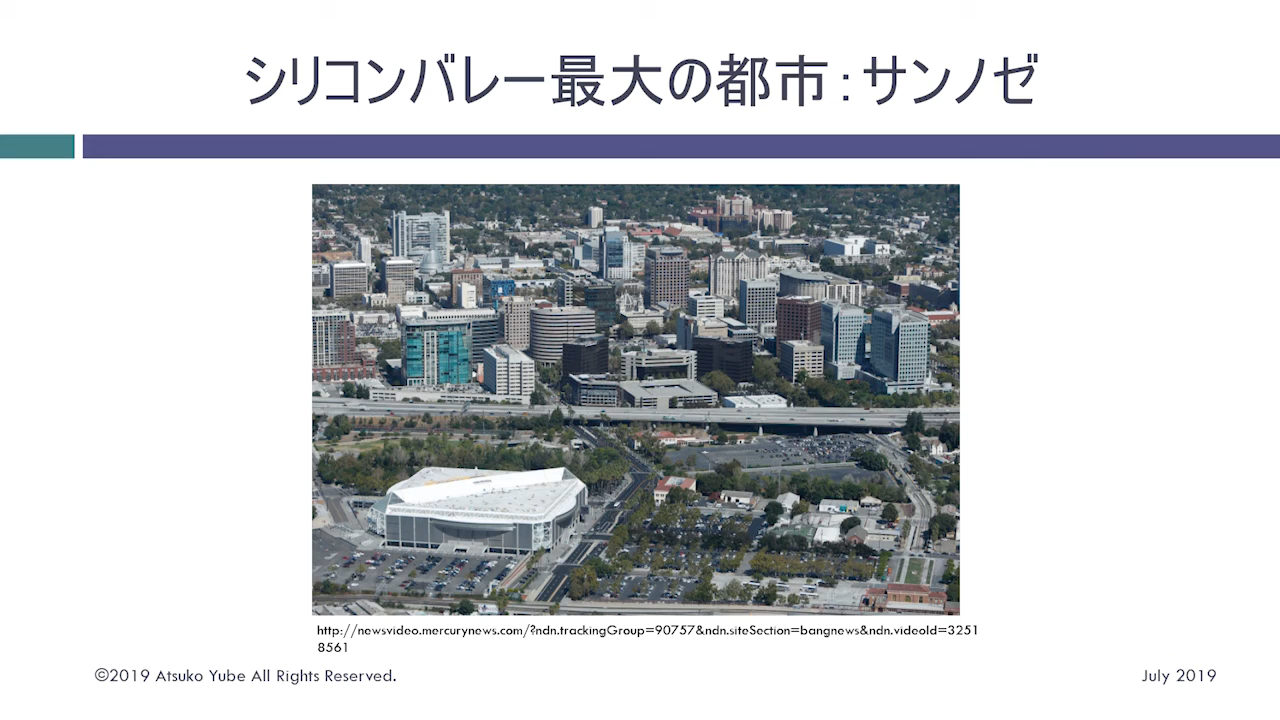 シリコンバレー最大の都市：サンノゼ
http://newsvideo.mercurynews.com/?ndn.trackingGroup=90757&ndn.siteSection=bangnews&ndn.videoId=3251
8561
©2019 Atsuko Yube All Rights Reserved.
July 2019